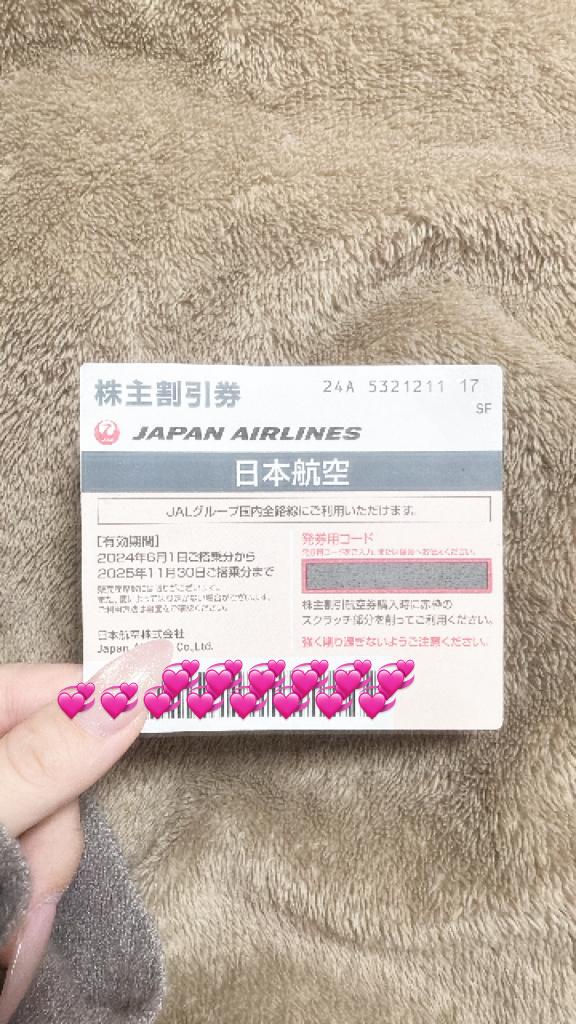 株主割引券
24A 5321211 17
SF
JAL
JAPAN AIRLINES
日本航空
JALグループ国内全路線にご利用いただけます。
[有効期間]
2024年6月1日ご搭乗分から
2025年11月30日ご搭乗分まで
発券用コード
株主割引航空券購入時に赤枠の
スクラッチ部分を削ってご利用ください。
強く削り過ぎないようご注意ください。
日本航空株式会社
Japan Co.,Ltd.